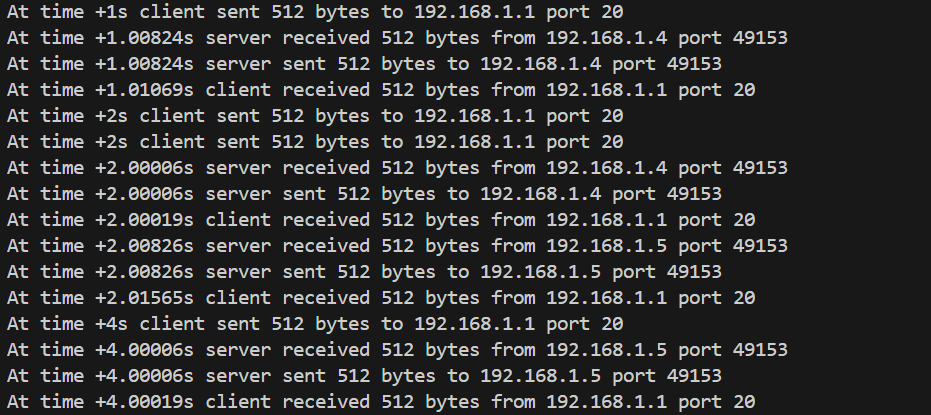 At time +1s client sent 512 bytes to 192.168.1.1 port 20
At time +1.00824s server received 512 bytes from 192.168.1.4 port 49153
At time +1.00824s server sent 512 bytes to 192.168.1.4 port 49153
At time +1.01069s client received 512 bytes from 192.168.1.1 port 20
At time +2s client sent 512 bytes to 192.168.1.1 port 20
At time +2s client sent 512 bytes to 192.168.1.1 port 20
At time +2.00006s server received 512 bytes from 192.168.1.4 port 49153
At time +2.00006s server sent 512 bytes to 192.168.1.4 port 49153
At time +2.00019s client received 512 bytes from 192.168.1.1 port 20
At time +2.00826s server received 512 bytes from 192.168.1.5 port 49153
At time +2.00826s server sent 512 bytes to 192.168.1.5 port 49153
At time +2.01565s client received 512 bytes from 192.168.1.1 port 20
At time +4s client sent 512 bytes to 192.168.1.1 port 20
At time +4.00006s server received 512 bytes from 192.168.1.5 port 49153
At time +4.00006s server sent 512 bytes to 192.168.1.5 port 49153
At time +4.00019s client received 512 bytes from 192.168.1.1 port 20